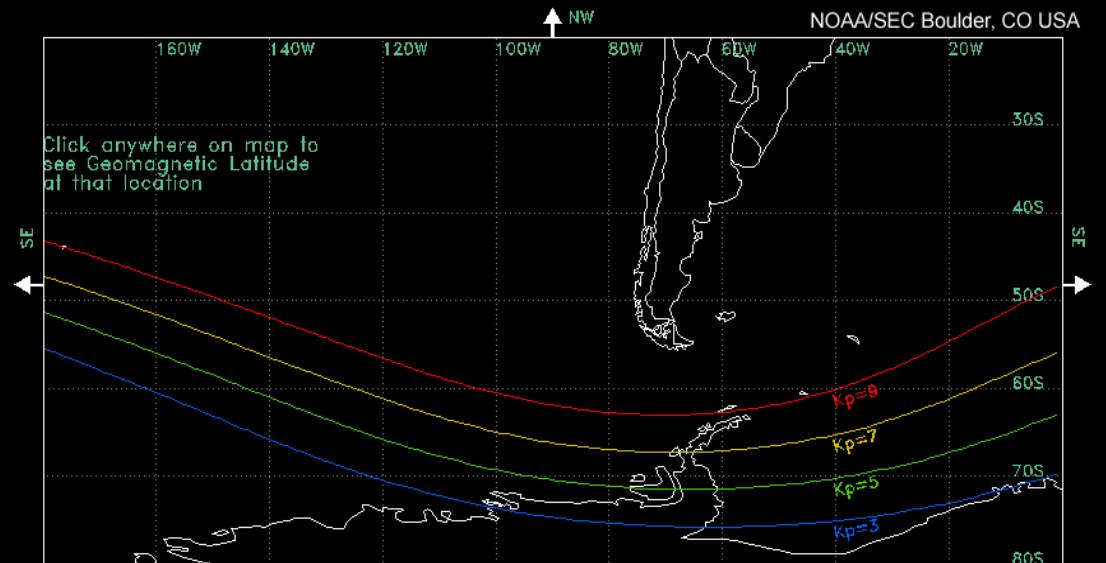 NW
NOAA/SEC Boulder, CO USA
160W 140W 120W 100W 80W 60W 40W 20W
30S
Click anywhere on map to
see Geomagnetic Latitude
at that location
40S
SE
SE
50S
60S
Kp=9
Kp=7
70S
Kp=5
Kp=3
80S